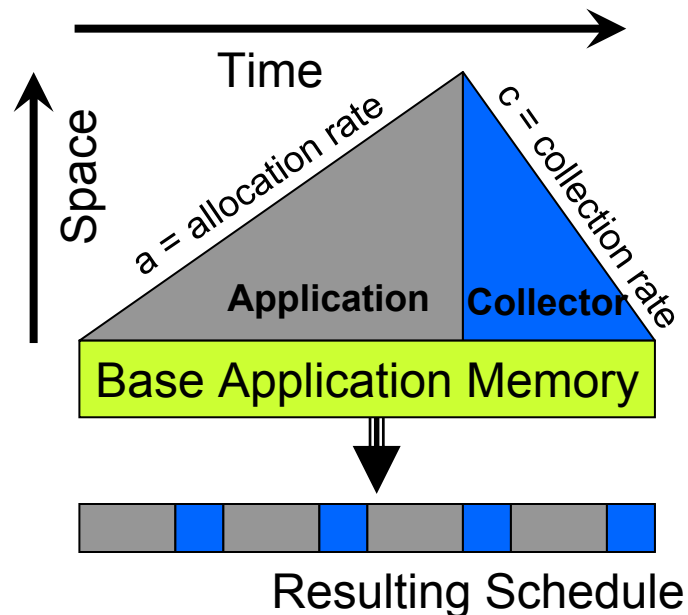 Time
Space
a = allocation rate
c = collection rate
Application
Collector
Base Application Memory
Resulting Schedule